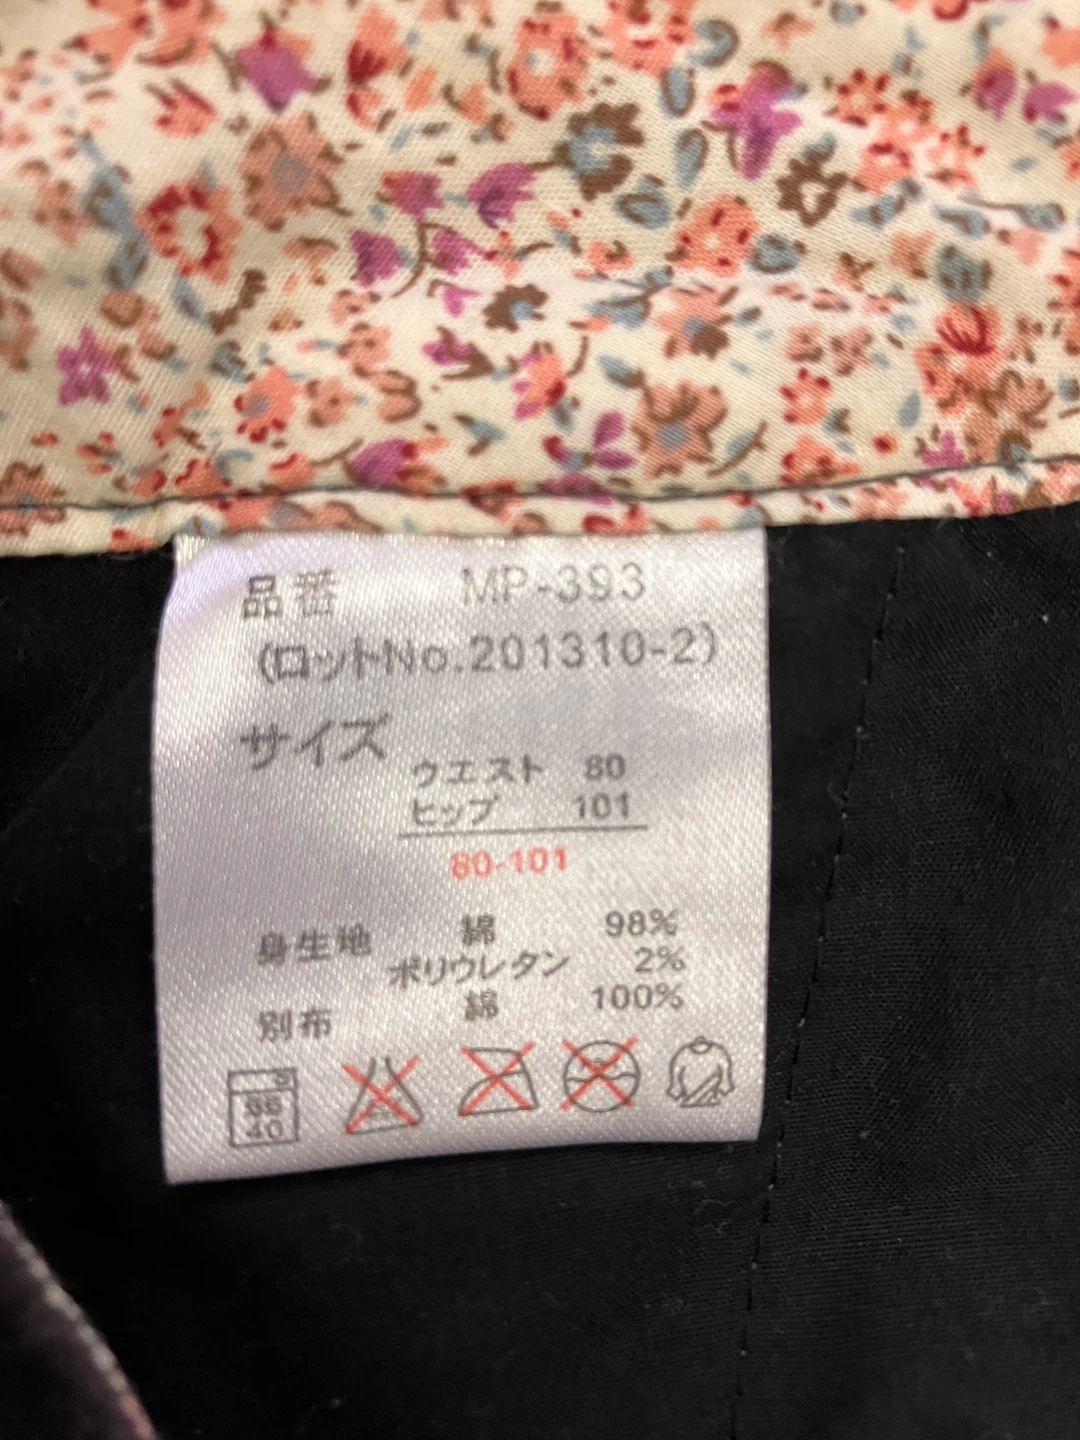 品番 MP-393
(ロットNo.201310-2)
サイズ
ウエスト 80
ヒップ 101
80-101
身生地 綿 98%
ポリウレタン 2%
別布 綿 100%
40